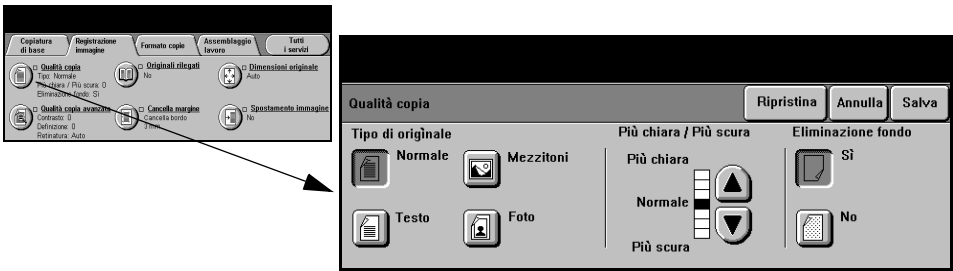 Copiatura di base
Registrazione immagine
Formato copie
Assemblaggio lavoro
Tutti i servizi
Qualità copia
Tipo: Normale
Più chiara / Più scura: 0
Eliminazione fondo: Sì
Originali rilegati
No
Dimensioni originale
Auto
Qualità copia avanzata
Contrasto: 0
Definizione: 0
Retinatura: Auto
Cancella margine
Cancella bordo
3 mm
Spostamento immagine
No
Qualità copia
Ripristina
Annulla
Salva
Tipo di origìnale
Normale
Mezzitoni
Testo
Foto
Più chiara / Più scura
Più chiara
Normale
Più scura
Eliminazione fondo
Sì
No